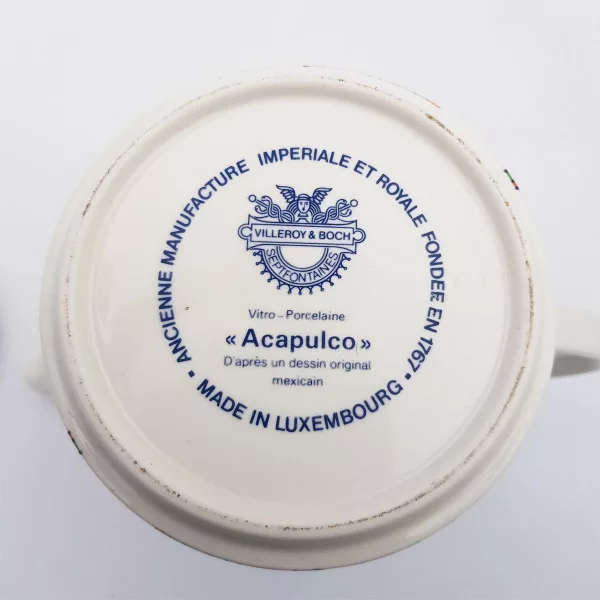 ANCIENNE MANUFACTURE IMPERIALE ET ROYALE FONDEE EN 1767
VILLEROY & BOCH
SEPTFONTAINES
Vitro - Porcelaine
« Acapulco »
D'après un dessin original
mexicain
MADE IN LUXEMBOURG